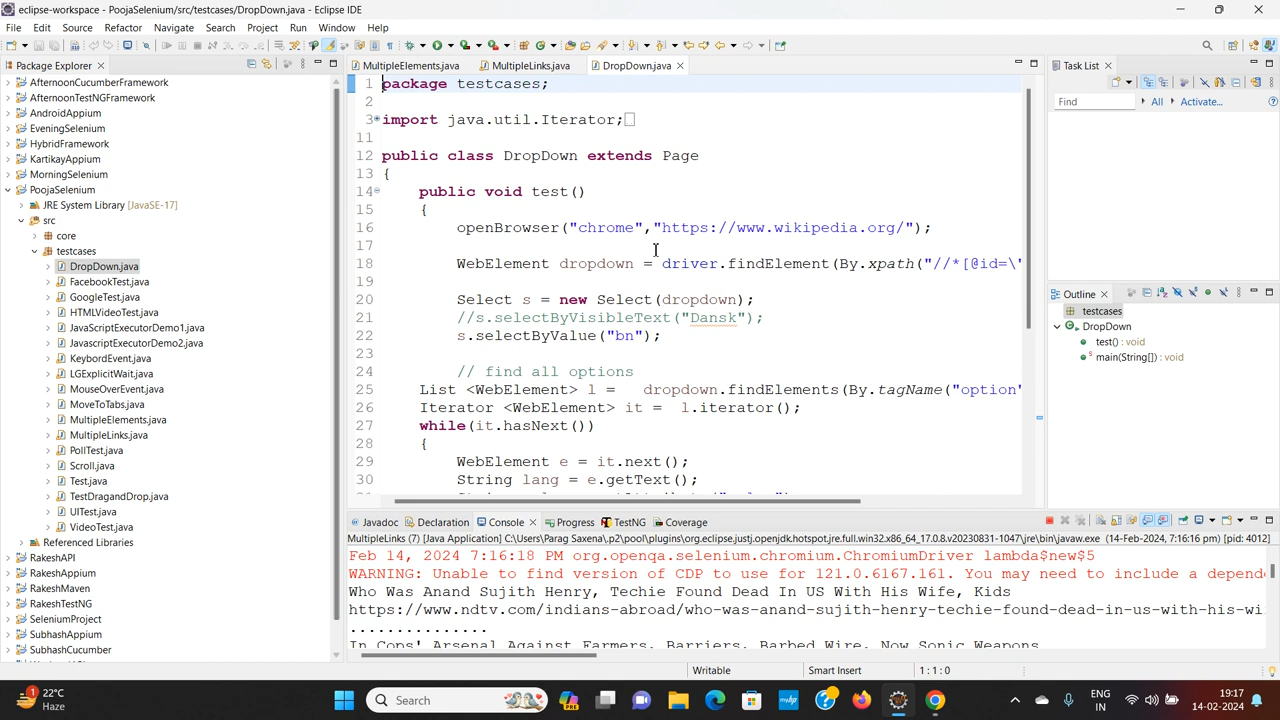 eclipse-workspace - PoojaSelenium/src/testcases/DropDown.java - Eclipse IDE
File Edit Source Refactor Navigate Search Project Run Window Help
Package Explorer
AfternoonCucumberFramework
AfternoonTestNGFramework
AndroidAppium
EveningSelenium
HybridFramework
KartikayAppium
MorningSelenium
PoojaSelenium
JRE System Library [JavaSE-17]
src
core
testcases
DropDown.java
FacebookTest.java
GoogleTest.java
HTMLVideoTest.java
JavaScriptExecutorDemo1.java
JavascriptExecutorDemo2.java
KeybordEvent.java
LGExplicitWait.java
MouseOverEvent.java
MoveToTabs.java
MultipleElements.java
MultipleLinks.java
PollTest.java
Scroll.java
Test.java
TestDragandDrop.java
UITest.java
VideoTest.java
Referenced Libraries
RakeshAPI
RakeshAppium
RakeshMaven
RakeshTestNG
SeleniumProject
SubhashAppium
SubhashCucumber
MultipleElements.java MultipleLinks.java DropDown.java
1 package testcases;
2
3 import java.util.Iterator;
11
12 public class DropDown extends Page
13 {
14 public void test()
15 {
16 openBrowser("chrome","https://www.wikipedia.org/");
17
18 WebElement dropdown = driver.findElement(By.xpath("//*[@id=\'
19
20 Select s = new Select(dropdown);
21 //s.selectByVisibleText("Dansk");
22 s.selectByValue("bn");
23
24 // find all options
25 List <WebElement> l = dropdown.findElements(By.tagName("option"
26 Iterator <WebElement> it = l.iterator();
27 while(it.hasNext())
28 {
29 WebElement e = it.next();
30 String lang = e.getText();
Task List
Find All Activate...
Outline
testcases
DropDown
test() : void
main(String[]) : void
Javadoc Declaration Console Progress TestNG Coverage
MultipleLinks (7) [Java Application] C:\Users\Parag Saxena\.p2\pool\plugins\org.eclipse.justj.openjdk.hotspot.jre.full.win32.x86_64_17.0.8.v20230831-1047\jre\bin\javaw.exe (14-Feb-2024, 7:16:16 pm) [pid: 4012]
Feb 14, 2024 7:16:18 PM org.openqa.selenium.chromium.ChromiumDriver lambda$new$5
WARNING: Unable to find version of CDP to use for 121.0.6167.161. You may need to include a depend
Who Was Anand Sujith Henry, Techie Found Dead In US With His Wife, Kids
https://www.ndtv.com/indians-abroad/who-was-anand-sujith-henry-techie-found-dead-in-us-with-his-wi
...............
In Cops' Arsenal Against Farmers, Barriers, Barbed Wire, Now Sonic Weapons
Writable Smart Insert 1 : 1 : 0
22°C
Haze
Search
ENG
IN
19:17
14-02-2024